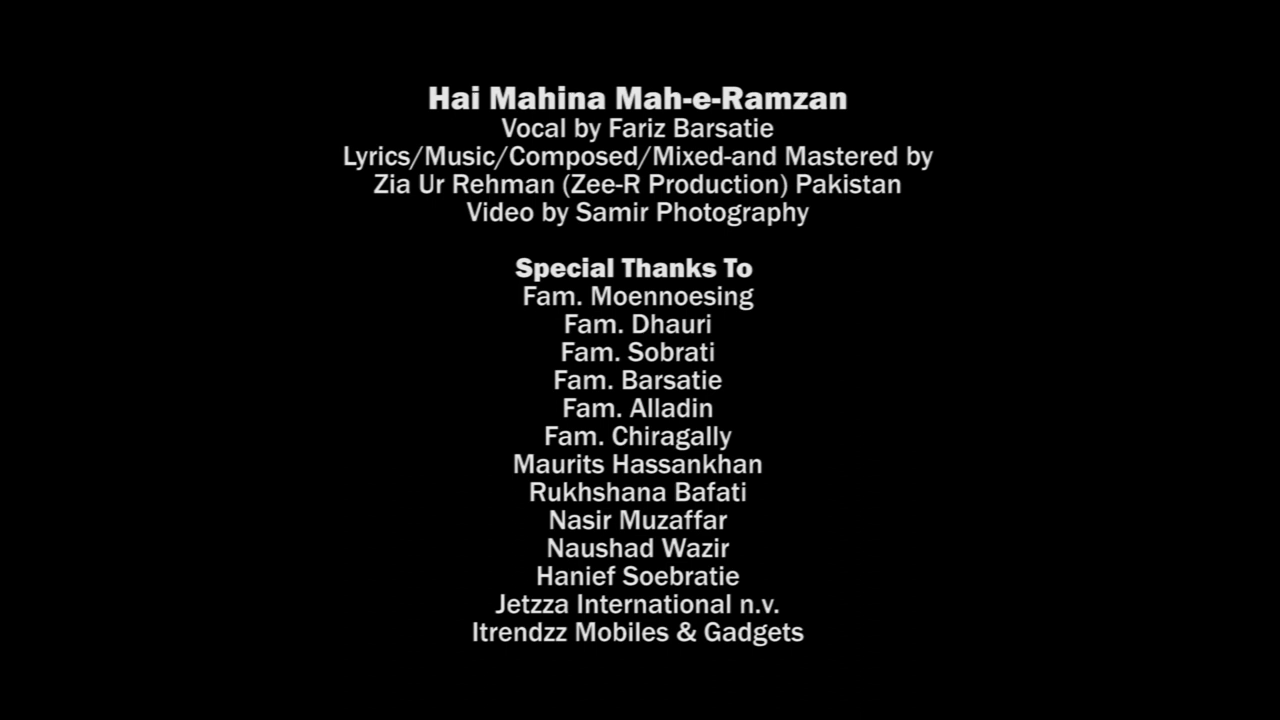 Hai Mahina Mah-e-Ramzan
Vocal by Fariz Barsatie
Lyrics/Music/Composed/Mixed-and Mastered by
Zia Ur Rehman (Zee-R Production) Pakistan
Video by Samir Photography
Special Thanks To
Fam. Moennoesing
Fam. Dhauri
Fam. Sobrati
Fam. Barsatie
Fam. Alladin
Fam. Chiragally
Maurits Hassankhan
Rukhshana Bafati
Nasir Muzaffar
Naushad Wazir
Hanief Soebratie
Jetzza International n.v.
Itrendzz Mobiles & Gadgets